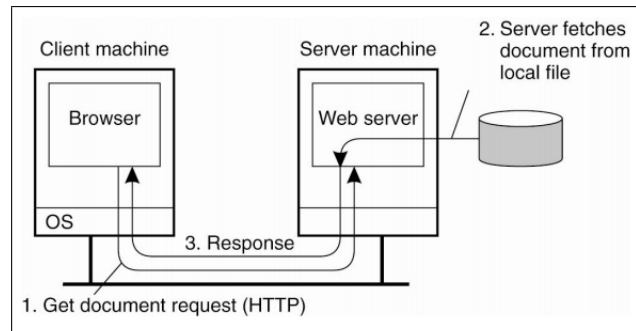 Client machine
Server machine
2. Server fetches
document from
local file
Browser
Web server
OS
3. Response
1. Get document request (HTTP)